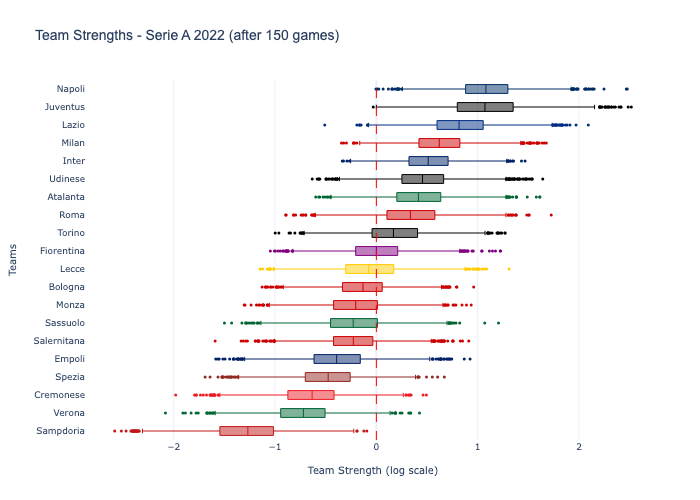 Team Strengths - Serie A 2022 (after 150 games)
Napoli
Juventus
Lazio
Milan
Inter
Udinese
Atalanta
Roma
Torino
Fiorentina
Lecce
Bologna
Monza
Sassuolo
Salernitana
Empoli
Spezia
Cremonese
Verona
Sampdoria
Teams
−2 −1 0 1 2
Team Strength (log scale)